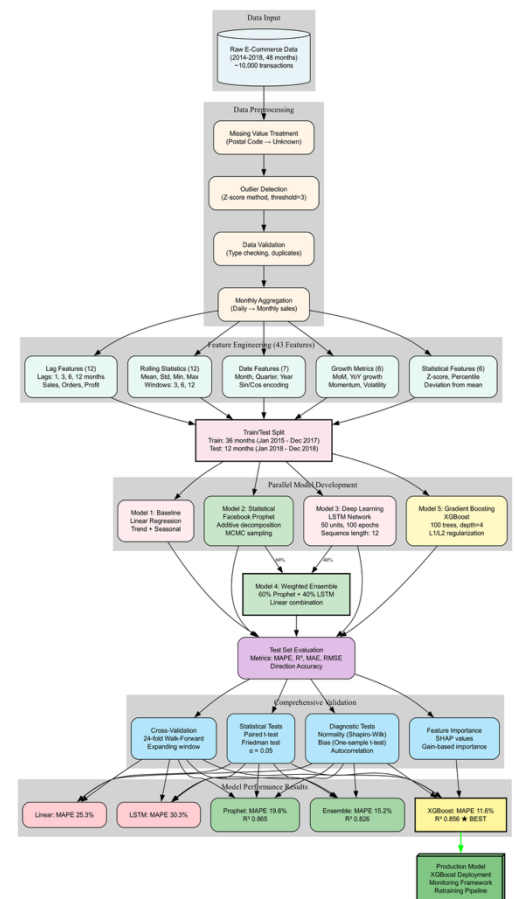 Data Input
Raw E-Commerce Data
(2014-2018, 48 months)
~10,000 transactions
Data Preprocessing
Missing Value Treatment
(Postal Code → Unknown)
Outlier Detection
(Z-score method, threshold=3)
Data Validation
(Type checking, duplicates)
Monthly Aggregation
(Daily → Monthly sales)
Feature Engineering (43 Features)
Lag Features (12)
Lags: 1, 3, 6, 12 months
Sales, Orders, Profit
Rolling Statistics (12)
Mean, Std, Min, Max
Windows: 3, 6, 12
Date Features (7)
Month, Quarter, Year
Sin/Cos encoding
Growth Metrics (6)
MoM, YoY growth
Momentum, Volatility
Statistical Features (6)
Z-score, Percentile
Deviation from mean
Train/Test Split
Train: 36 months (Jan 2015 - Dec 2017)
Test: 12 months (Jan 2018 - Dec 2018)
Parallel Model Development
Model 1: Baseline
Linear Regression
Trend + Seasonal
Model 2: Statistical
Facebook Prophet
Additive decomposition
MCMC sampling
Model 3: Deep Learning
LSTM Network
50 units, 100 epochs
Sequence length: 12
Model 5: Gradient Boosting
XGBoost
100 trees, depth=4
L1/L2 regularization
60%
40%
Model 4: Weighted Ensemble
60% Prophet + 40% LSTM
Linear combination
Test Set Evaluation
Metrics: MAPE, R², MAE, RMSE
Direction Accuracy
Comprehensive Validation
Cross-Validation
24-fold Walk-Forward
Expanding window
Statistical Tests
Paired t-test
Friedman test
α = 0.05
Diagnostic Tests
Normality (Shapiro-Wilk)
Bias (One-sample t-test)
Autocorrelation
Feature Importance
SHAP values
Gain-based importance
Model Performance Results
Linear: MAPE 25.3%
LSTM: MAPE 30.3%
Prophet: MAPE 19.6%
R² 0.865
Ensemble: MAPE 15.2%
R² 0.826
XGBoost: MAPE 11.6%
R² 0.856 ★ BEST
Production Model
XGBoost Deployment
Monitoring Framework
Retraining Pipeline